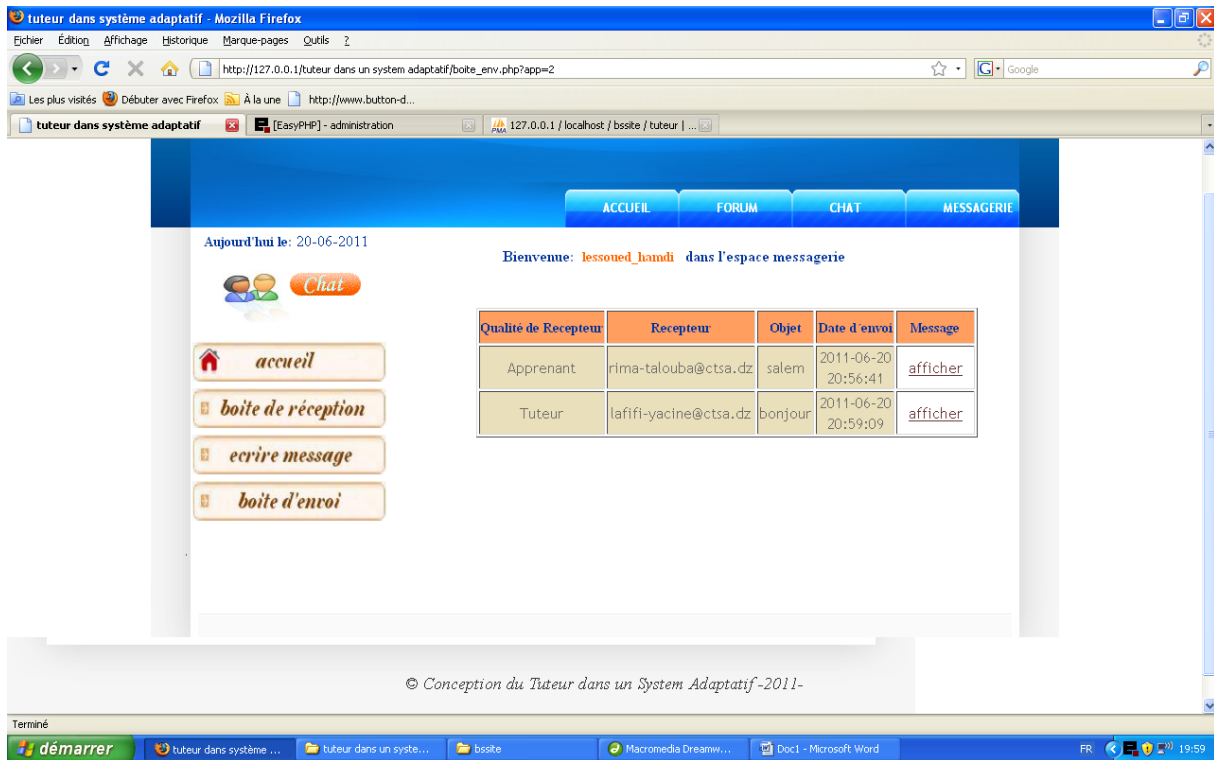 tuteur dans système adaptatif - Mozilla Firefox
Fichier Édition Affichage Historique Marque-pages Outils ?
http://127.0.0.1/tuteur dans un system adaptatif/boite_env.php?app=2
Google
Les plus visités Débuter avec Firefox À la une http://www.button-d...
tuteur dans système adaptatif [EasyPHP] - administration 127.0.0.1 / localhost / bssite / tuteur | ...
ACCUEIL FORUM CHAT MESSAGERIE
Aujourd'hui le: 20-06-2011
Bienvenue: lessoued_hamdi dans l'espace messagerie
Chat
Qualité de Recepteur Recepteur Objet Date d´envoi Message
Apprenant rima-talouba@ctsa.dz salem 2011-06-20 20:56:41 afficher
Tuteur lafifi-yacine@ctsa.dz bonjour 2011-06-20 20:59:09 afficher
accueil
boite de réception
ecrire message
boite d'envoi
© Conception du Tuteur dans un System Adaptatif -2011-
Terminé
démarrer tuteur dans système ... tuteur dans un syste... bssite Macromedia Dreamw... Doc1 - Microsoft Word FR 19:59